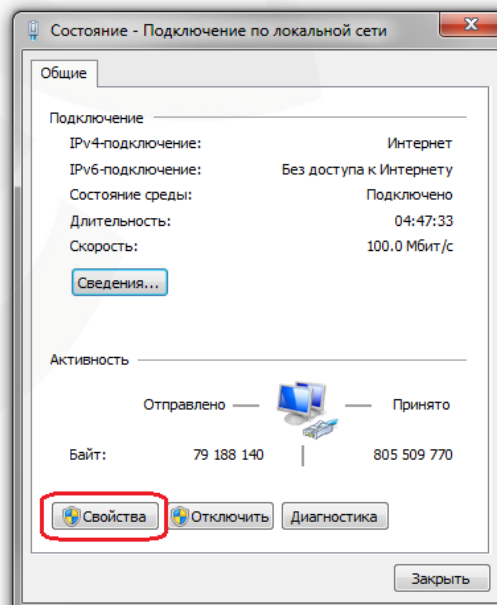 Состояние - Подключение по локальной сети
Общие
Подключение
IPv4-подключение: Интернет
IPv6-подключение: Без доступа к Интернету
Состояние среды: Подключено
Длительность: 04:47:33
Скорость: 100.0 Мбит/с
Сведения...
Активность
Отправлено — — Принято
Байт: 79 188 140 | 805 509 770
Свойства Отключить Диагностика
Закрыть